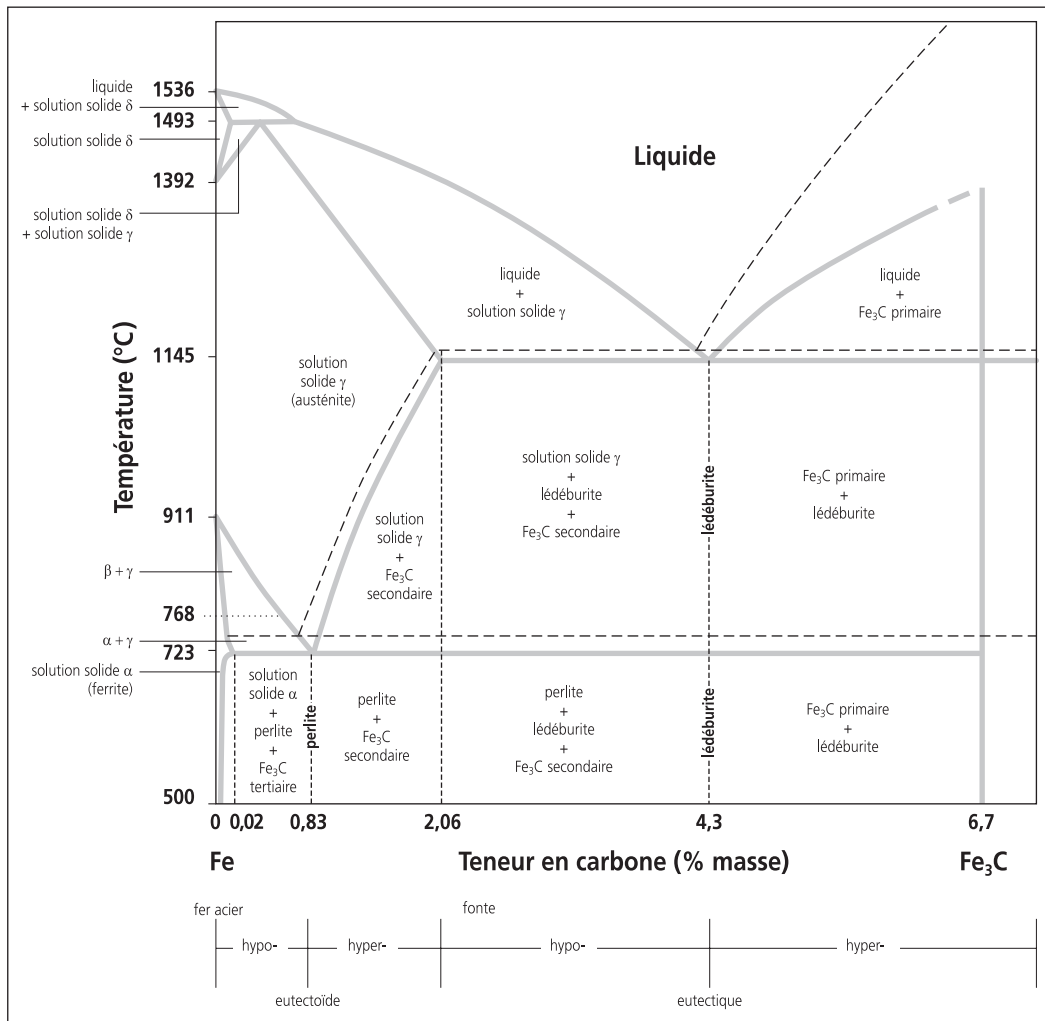 liquide
+ solution solide δ
solution solide δ
solution solide δ
+ solution solide γ
1536
1493
1392
1145
911
768
723
500
Température (°C)
β + γ
α + γ
solution solide α
(ferrite)
Liquide
liquide
+
solution solide γ
liquide
+
Fe₃C primaire
solution
solide γ
(austénite)
solution
solide γ
+
Fe₃C
secondaire
solution solide γ
+
lédéburite
+
Fe₃C secondaire
lédéburite
Fe₃C primaire
+
lédéburite
solution
solide α
+
perlite
+
Fe₃C
tertiaire
perlite
perlite
+
Fe₃C
secondaire
perlite
+
lédéburite
+
Fe₃C secondaire
lédéburite
Fe₃C primaire
+
lédéburite
0 0,02 0,83 2,06 4,3 6,7
Fe Teneur en carbone (% masse) Fe₃C
fer acier fonte
hypo- hyper- hypo- hyper-
eutectoïde eutectique